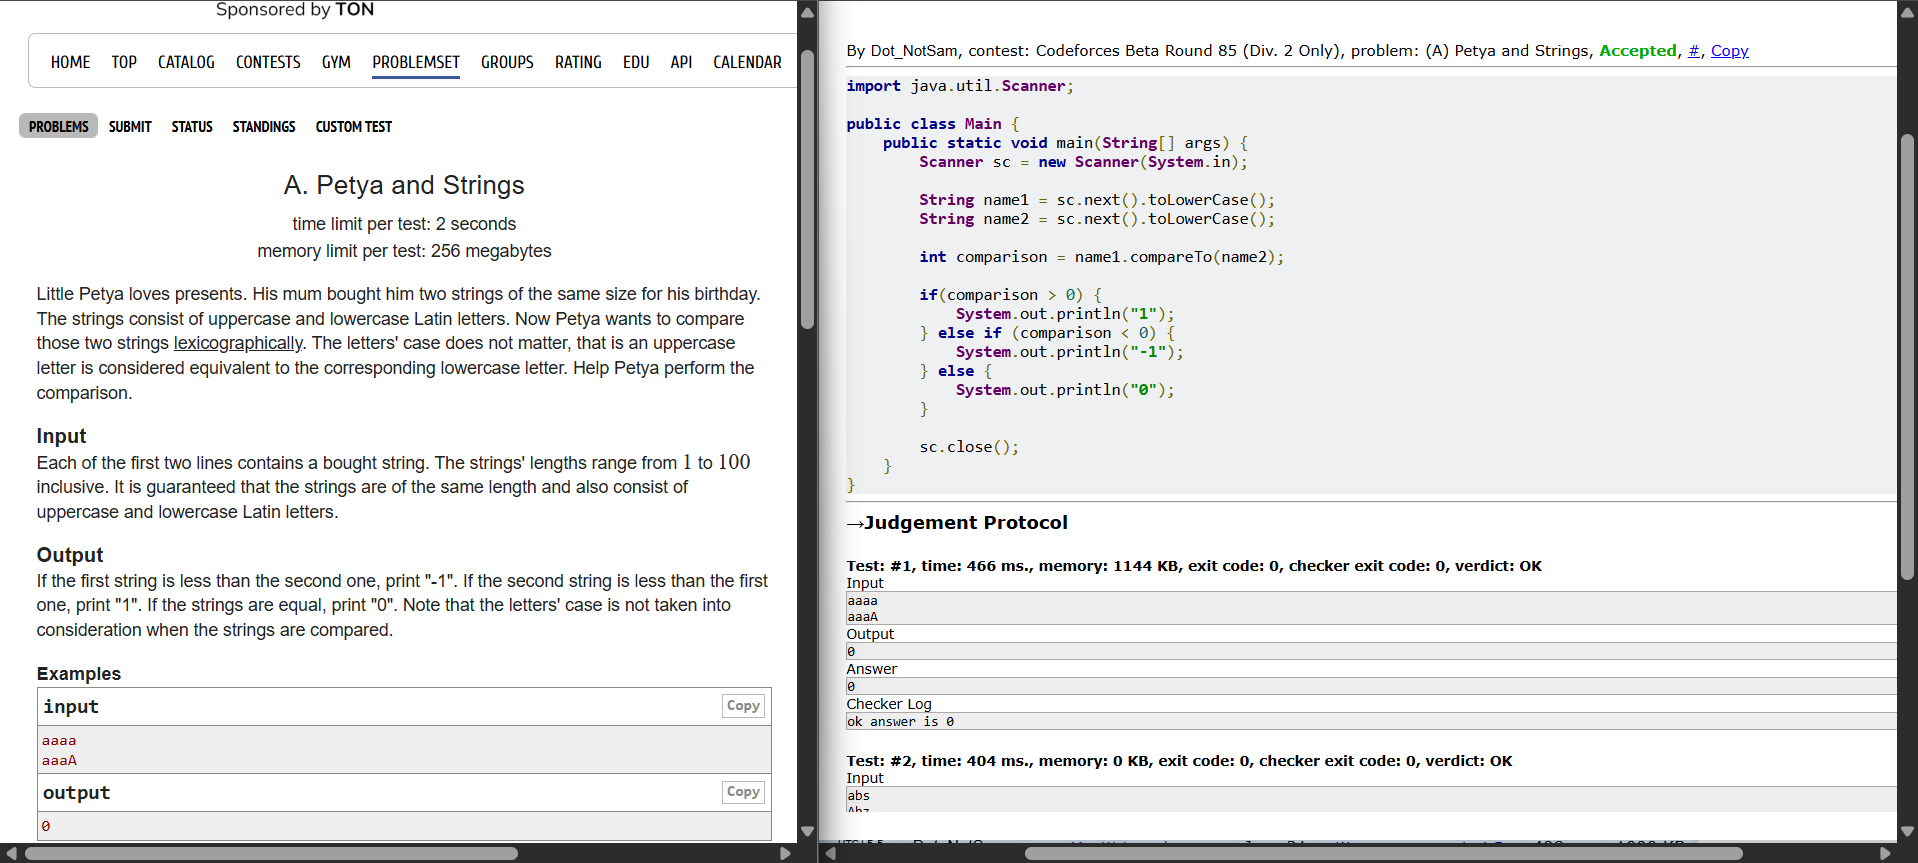 Sponsored by TON
HOME TOP CATALOG CONTESTS GYM PROBLEMSET GROUPS RATING EDU API CALENDAR
PROBLEMS SUBMIT STATUS STANDINGS CUSTOM TEST
A. Petya and Strings
time limit per test: 2 seconds
memory limit per test: 256 megabytes
Little Petya loves presents. His mum bought him two strings of the same size for his birthday.
The strings consist of uppercase and lowercase Latin letters. Now Petya wants to compare
those two strings lexicographically. The letters' case does not matter, that is an uppercase
letter is considered equivalent to the corresponding lowercase letter. Help Petya perform the
comparison.
Input
Each of the first two lines contains a bought string. The strings' lengths range from 1 to 100
inclusive. It is guaranteed that the strings are of the same length and also consist of
uppercase and lowercase Latin letters.
Output
If the first string is less than the second one, print "-1". If the second string is less than the first
one, print "1". If the strings are equal, print "0". Note that the letters' case is not taken into
consideration when the strings are compared.
Examples
input Copy
aaaa
aaaA
output Copy
0
By Dot_NotSam, contest: Codeforces Beta Round 85 (Div. 2 Only), problem: (A) Petya and Strings, Accepted, #, Copy
import java.util.Scanner;
public class Main {
    public static void main(String[] args) {
        Scanner sc = new Scanner(System.in);
        String name1 = sc.next().toLowerCase();
        String name2 = sc.next().toLowerCase();
        int comparison = name1.compareTo(name2);
        if(comparison > 0) {
            System.out.println("1");
        } else if (comparison < 0) {
            System.out.println("-1");
        } else {
            System.out.println("0");
        }
        sc.close();
    }
}
→Judgement Protocol
Test: #1, time: 466 ms., memory: 1144 KB, exit code: 0, checker exit code: 0, verdict: OK
Input
aaaa
aaaA
Output
0
Answer
0
Checker Log
ok answer is 0
Test: #2, time: 404 ms., memory: 0 KB, exit code: 0, checker exit code: 0, verdict: OK
Input
abs
Abz